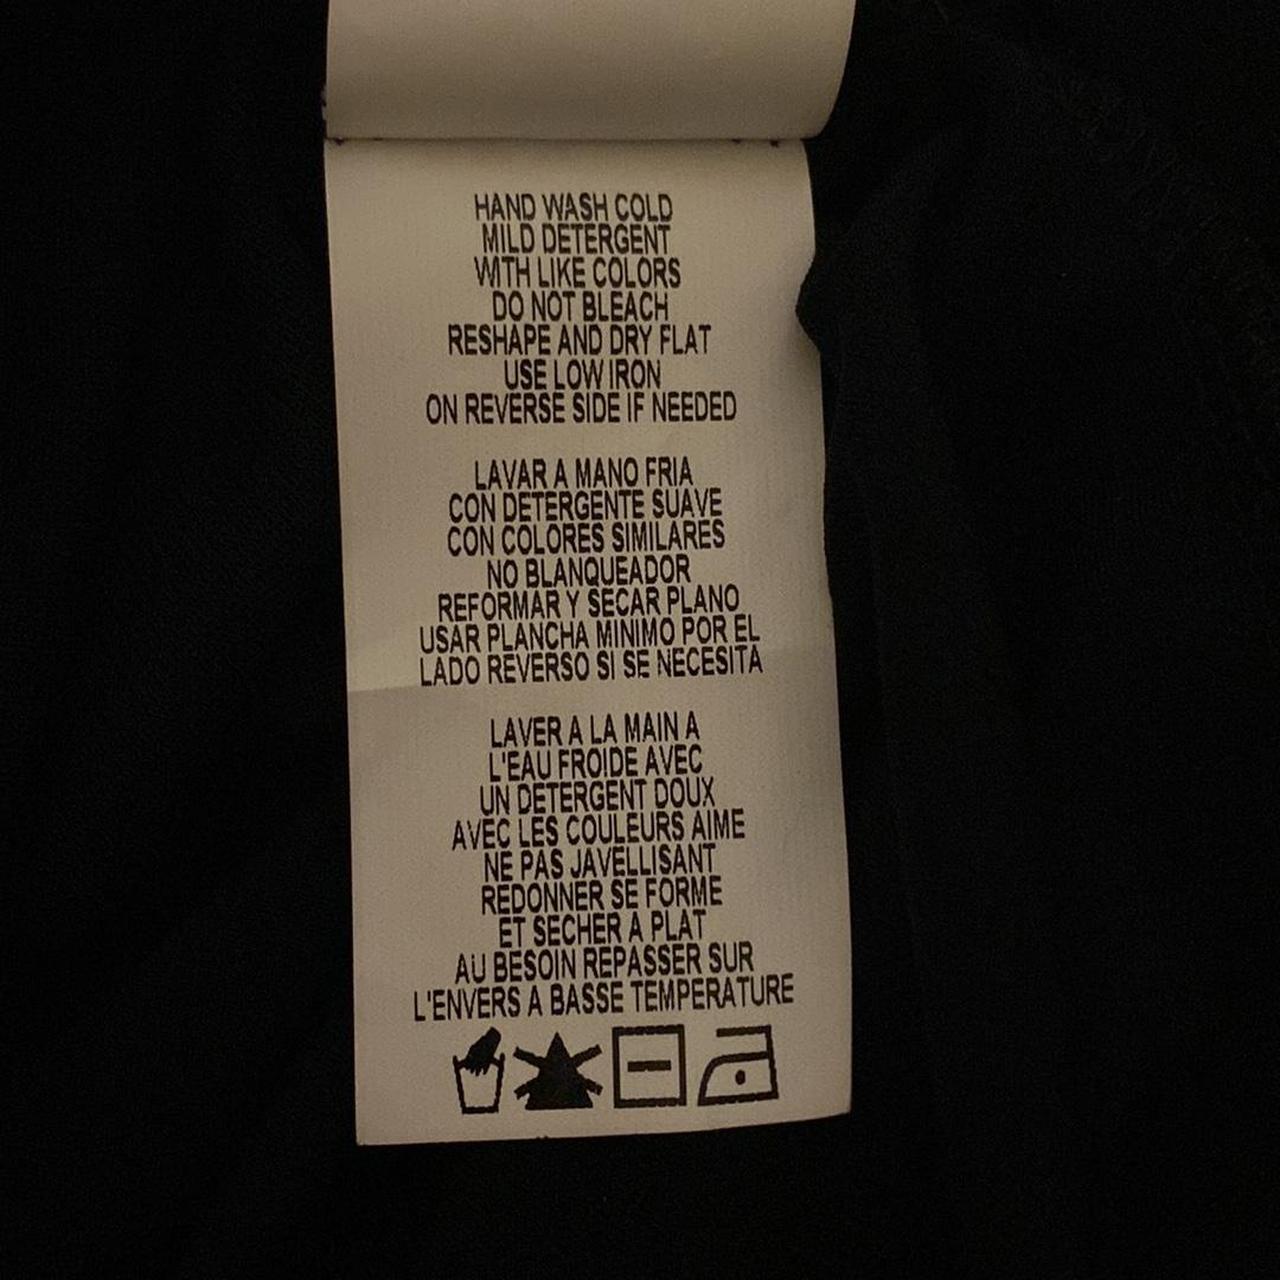 HAND WASH COLD
MILD DETERGENT
WITH LIKE COLORS
DO NOT BLEACH
RESHAPE AND DRY FLAT
USE LOW IRON
ON REVERSE SIDE IF NEEDED
LAVAR A MANO FRIA
CON DETERGENTE SUAVE
CON COLORES SIMILARES
NO BLANQUEADOR
REFORMAR Y SECAR PLANO
USAR PLANCHA MINIMO POR EL
LADO REVERSO SI SE NECESITA
LAVER A LA MAIN A
L'EAU FROIDE AVEC
UN DETERGENT DOUX
AVEC LES COULEURS AIME
NE PAS JAVELLISANT
REDONNER SE FORME
ET SECHER A PLAT
AU BESOIN REPASSER SUR
L'ENVERS A BASSE TEMPERATURE